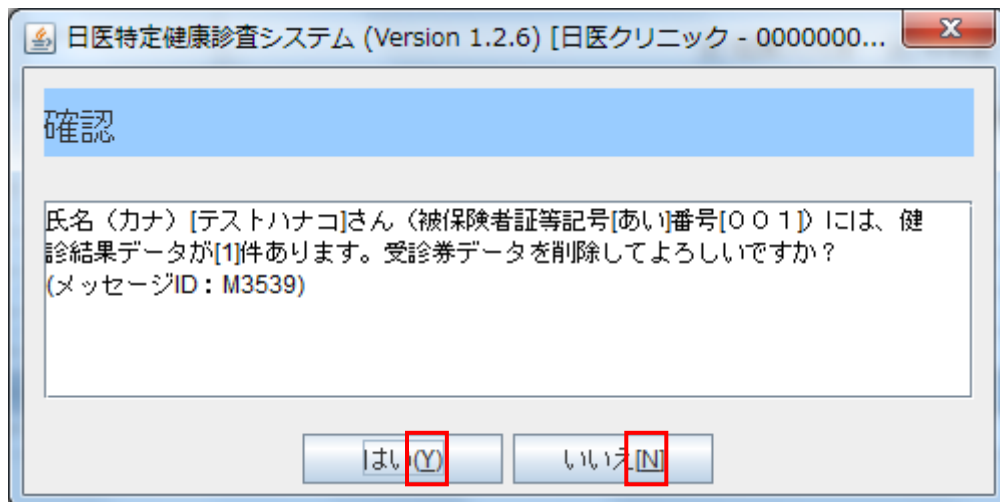 日医特定健康診査システム (Version 1.2.6) [日医クリニック - 0000000...
確認
氏名（カナ）[テストハナコ]さん（被保険者証等記号[あい]番号[００１]）には、健
診結果データが[1]件あります。受診券データを削除してよろしいですか？
(メッセージID：M3539)
はい(Y)
いいえ[N]